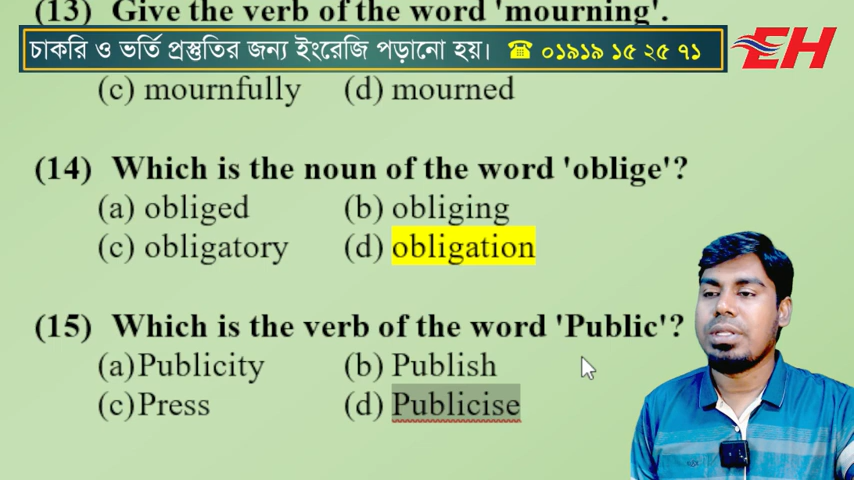 (13) Give the verb of the word 'mourning'.
চাকরি ও ভর্তি প্রস্তুতির জন্য ইংরেজি পড়ানো হয়। ☎ ০১৯১৯ ১৫ ২৫ ৭১
EH
(c) mournfully (d) mourned
(14) Which is the noun of the word 'oblige'?
(a) obliged (b) obliging
(c) obligatory (d) obligation
(15) Which is the verb of the word 'Public'?
(a)Publicity (b) Publish
(c)Press (d) Publicise